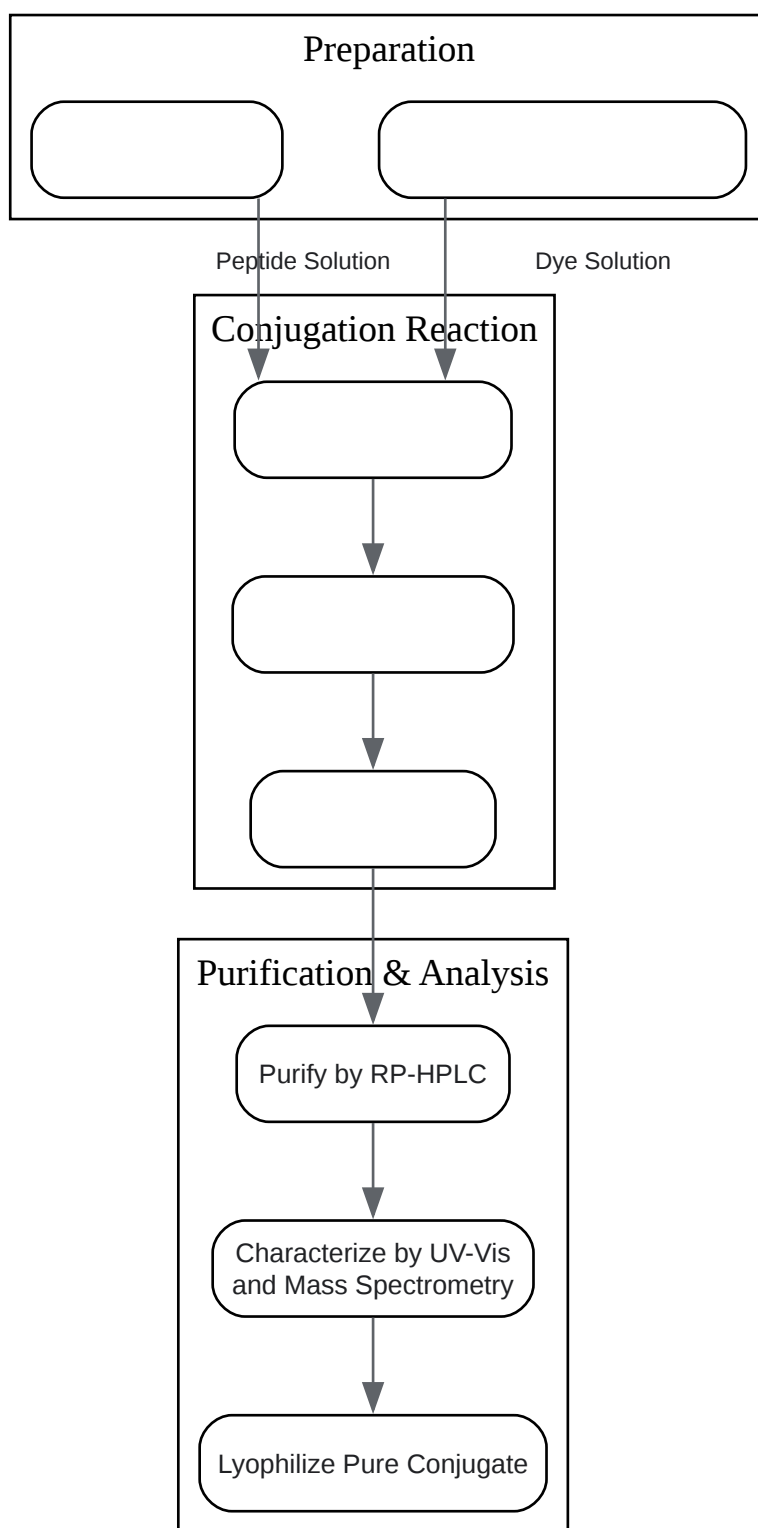 Preparation
Peptide Solution
Dye Solution
Conjugation Reaction
Purification & Analysis
Purify by RP-HPLC
Characterize by UV-Vis
and Mass Spectrometry
Lyophilize Pure Conjugate